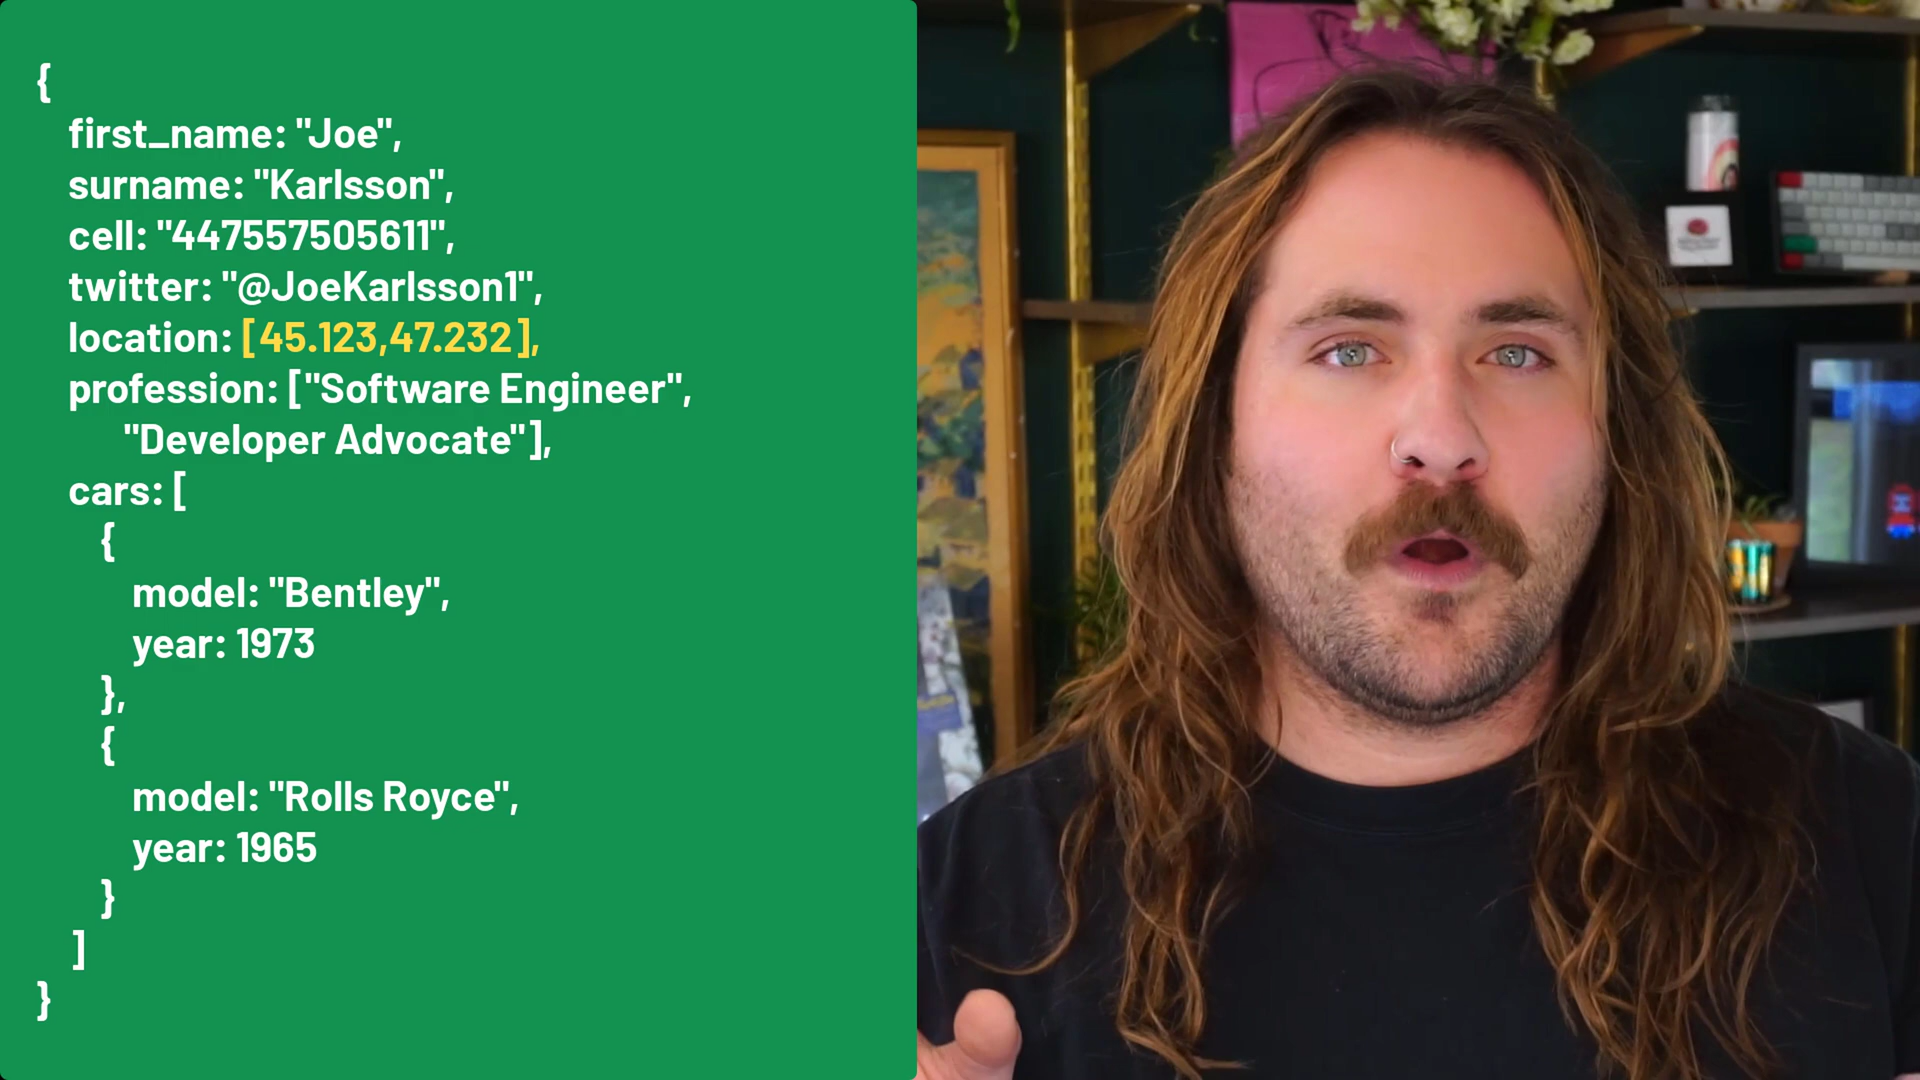 {
first_name: "Joe",
surname: "Karlsson",
cell: "447557505611",
twitter: "@JoeKarlsson1",
location: [45.123,47.232],
profession: ["Software Engineer",
"Developer Advocate"],
cars: [
{
model: "Bentley",
year: 1973
},
{
model: "Rolls Royce",
year: 1965
}
]
}